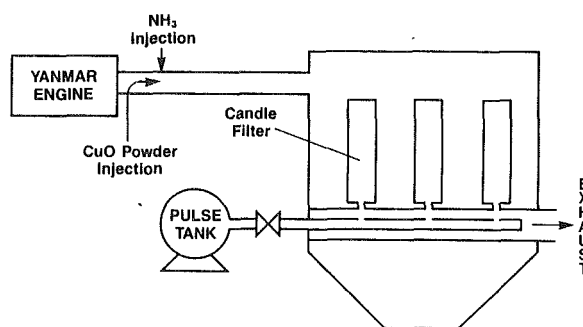 NH₃
Injection
YANMAR
ENGINE
Candle
Filter
CuO Powder
Injection
PULSE
TANK